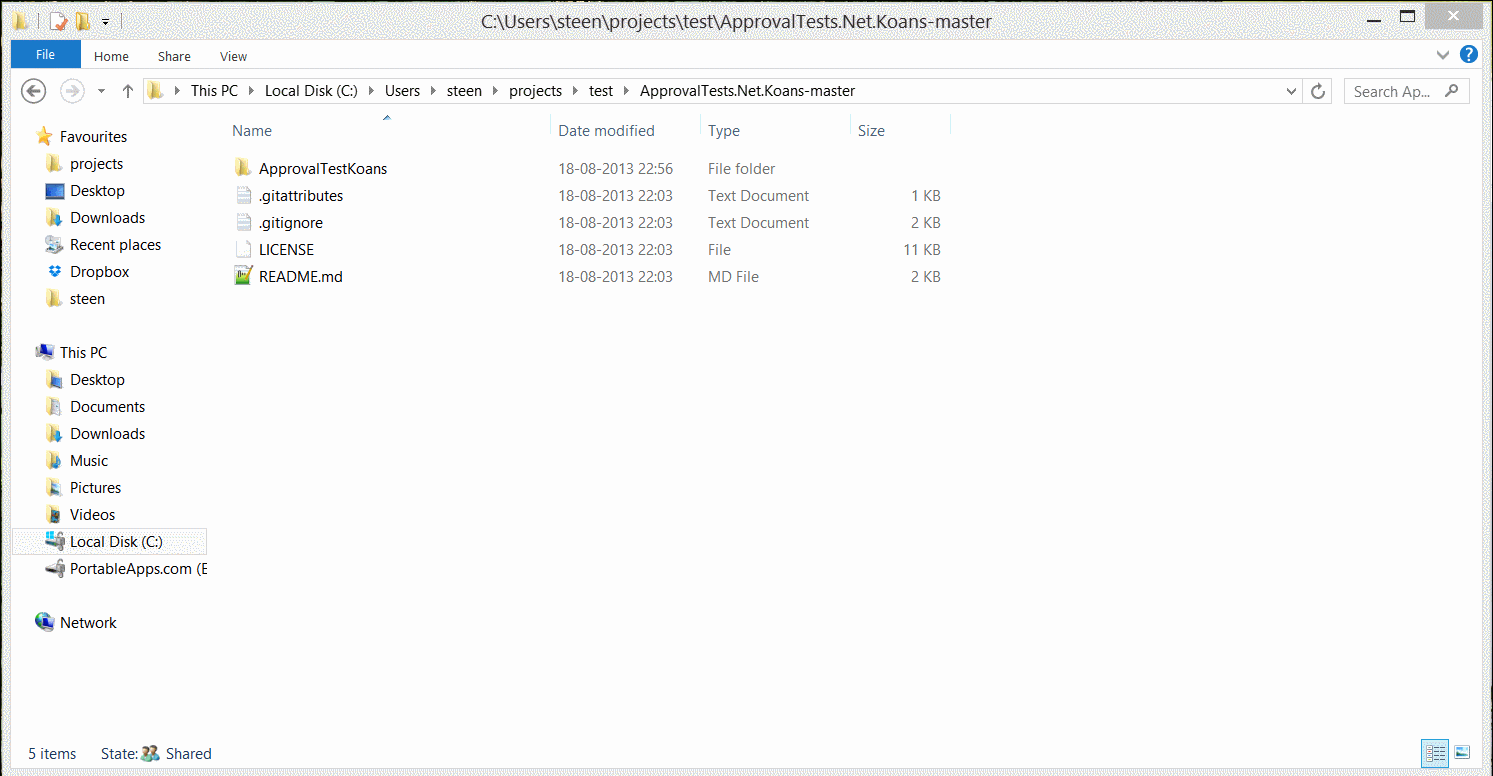 C:\Users\steen\projects\test\ApprovalTests.Net.Koans-master
File Home Share View
This PC Local Disk (C:) Users steen projects test ApprovalTests.Net.Koans-master Search Ap...
Name Date modified Type Size
Favourites
projects
Desktop
Downloads
Recent places
Dropbox
steen
This PC
Desktop
Documents
Downloads
Music
Pictures
Videos
Local Disk (C:)
PortableApps.com (E
Network
ApprovalTestKoans 18-08-2013 22:56 File folder
.gitattributes 18-08-2013 22:03 Text Document 1 KB
.gitignore 18-08-2013 22:03 Text Document 2 KB
LICENSE 18-08-2013 22:03 File 11 KB
README.md 18-08-2013 22:03 MD File 2 KB
5 items State: Shared